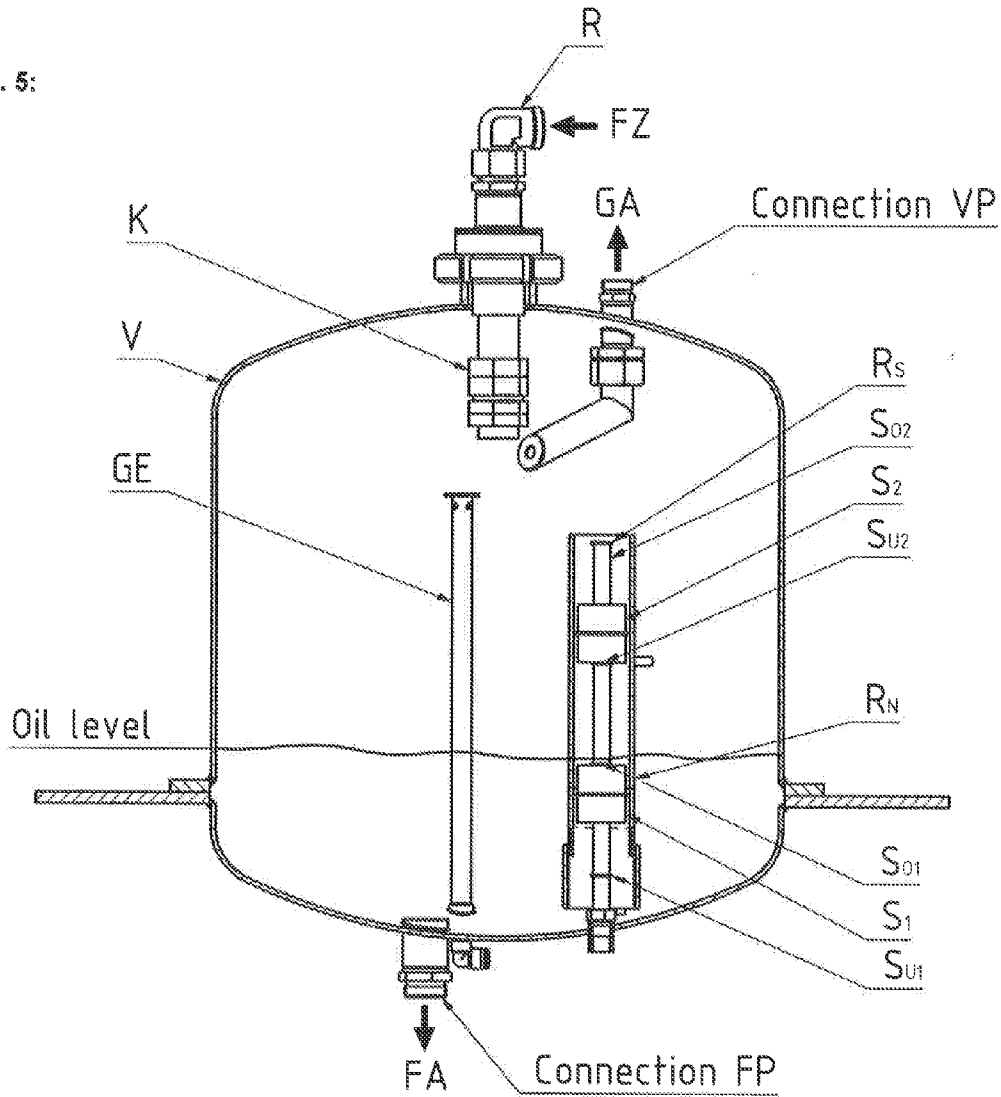 . 5:
R
FZ
GA
Connection VP
K
V
RS
SO2
S2
GE
SU2
RN
Oil level
SO1
S1
SU1
FA
Connection FP